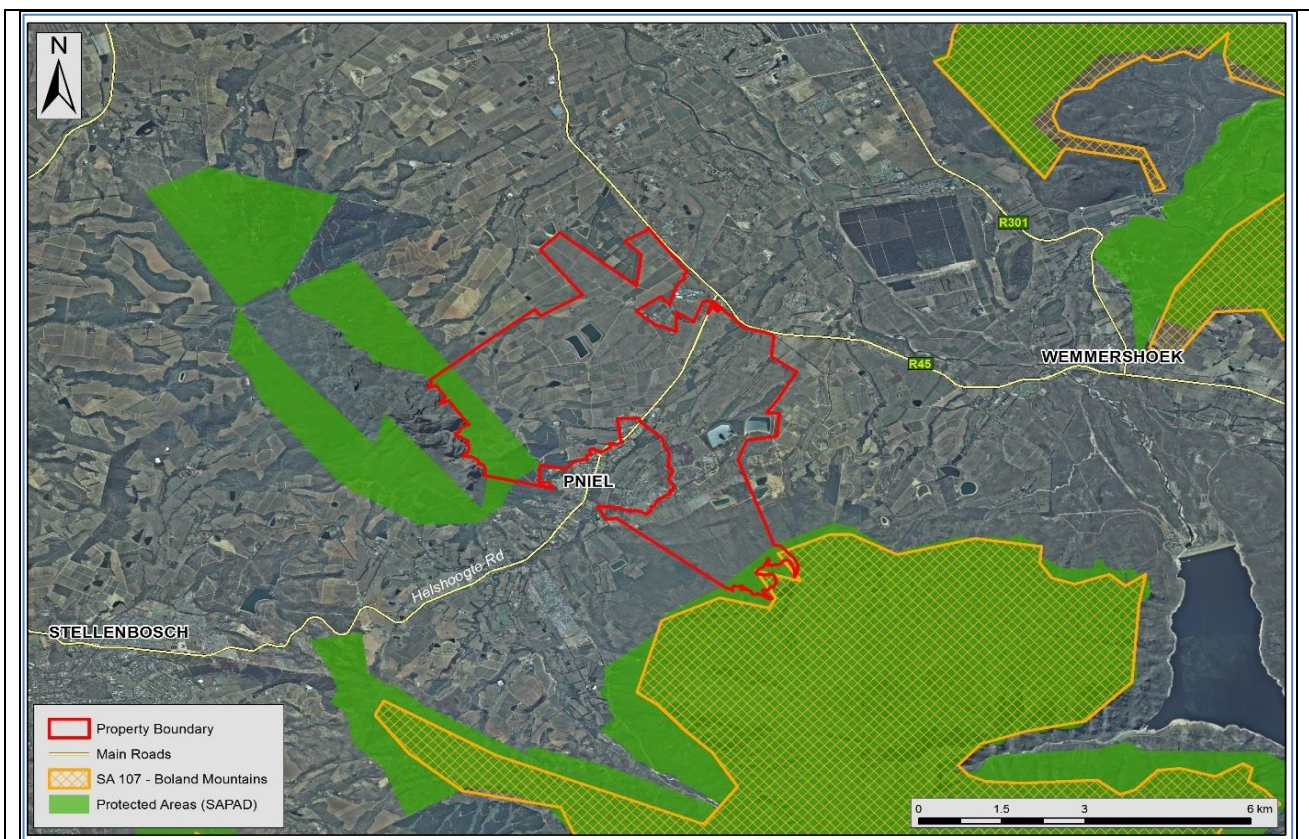 N
R301
WEMMERSHOEK
R45
PNIEL
Helshoogte Rd
STELLENBOSCH
Property Boundary
Main Roads
SA 107 - Boland Mountains
Protected Areas (SAPAD)
0 1.5 3 6 km